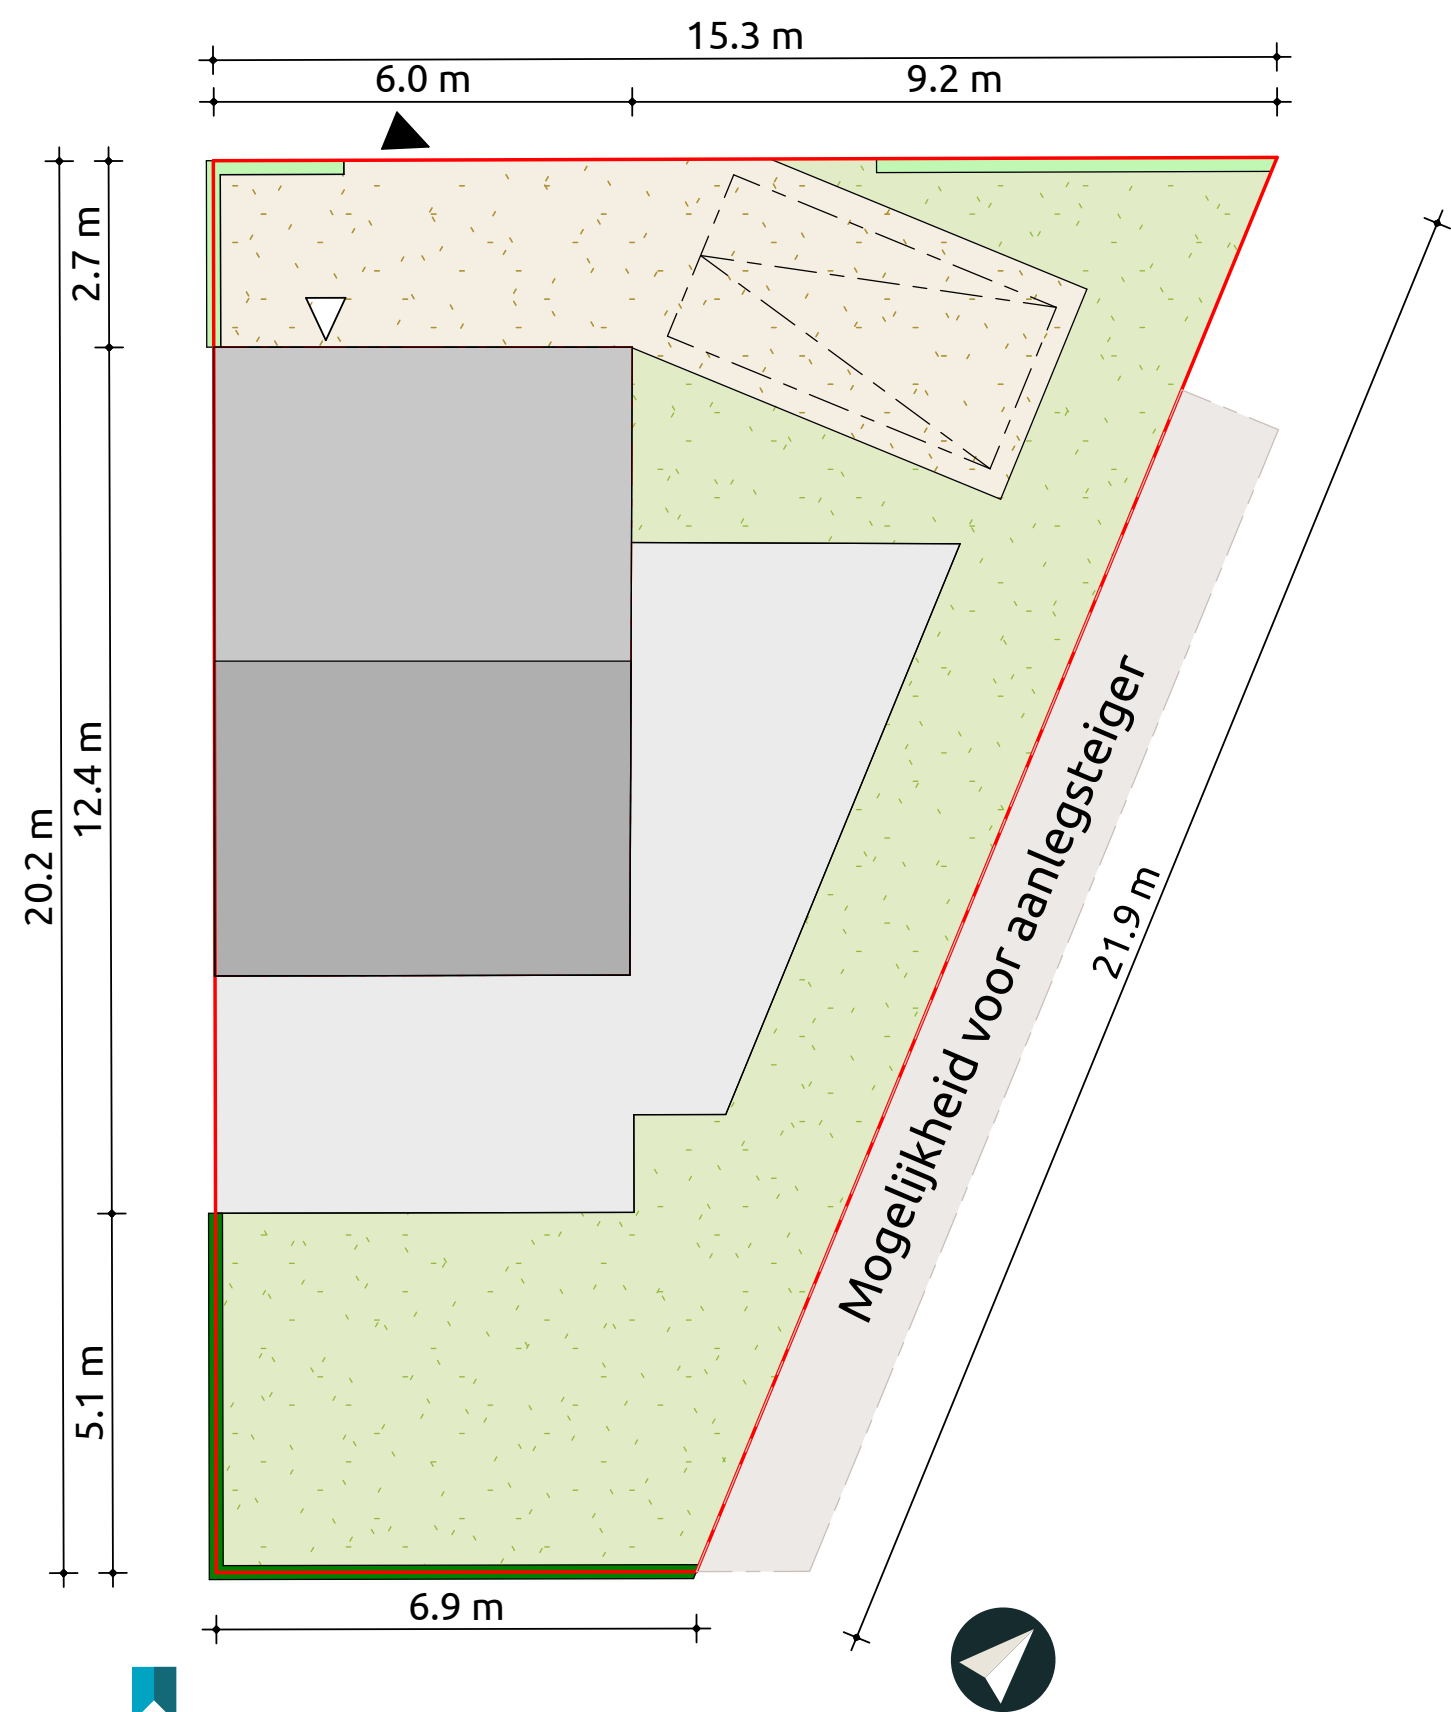 15.3 m
6.0 m
9.2 m
2.7 m
12.4 m
20.2 m
Mogelijkheid voor aanlegsteiger
21.9 m
5.1 m
6.9 m